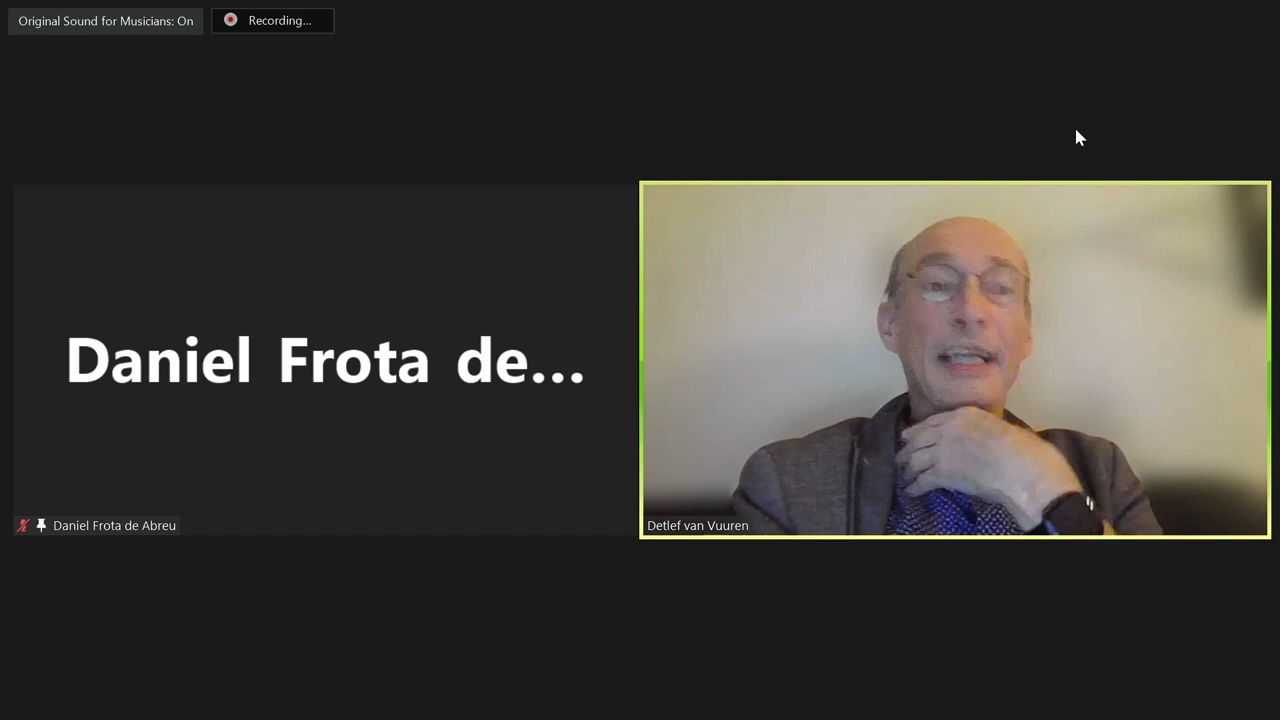 Original Sound for Musicians: On
Recording...
Daniel Frota de...
Daniel Frota de Abreu
Detlef van Vuuren